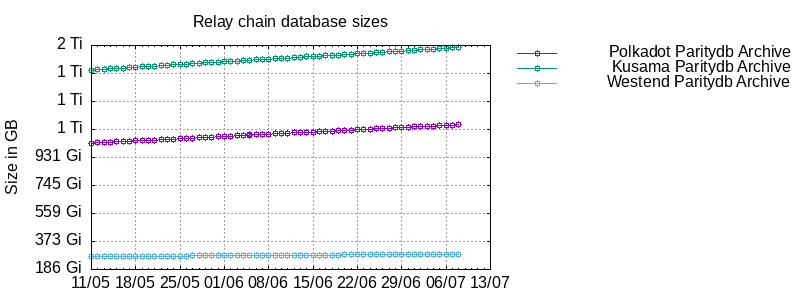 Relay chain database sizes
Polkadot Paritydb Archive
Kusama Paritydb Archive
Westend Paritydb Archive
Size in GB
2 Ti
1 Ti
1 Ti
1 Ti
931 Gi
745 Gi
559 Gi
373 Gi
186 Gi
11/05 18/05 25/05 01/06 08/06 15/06 22/06 29/06 06/07 13/07